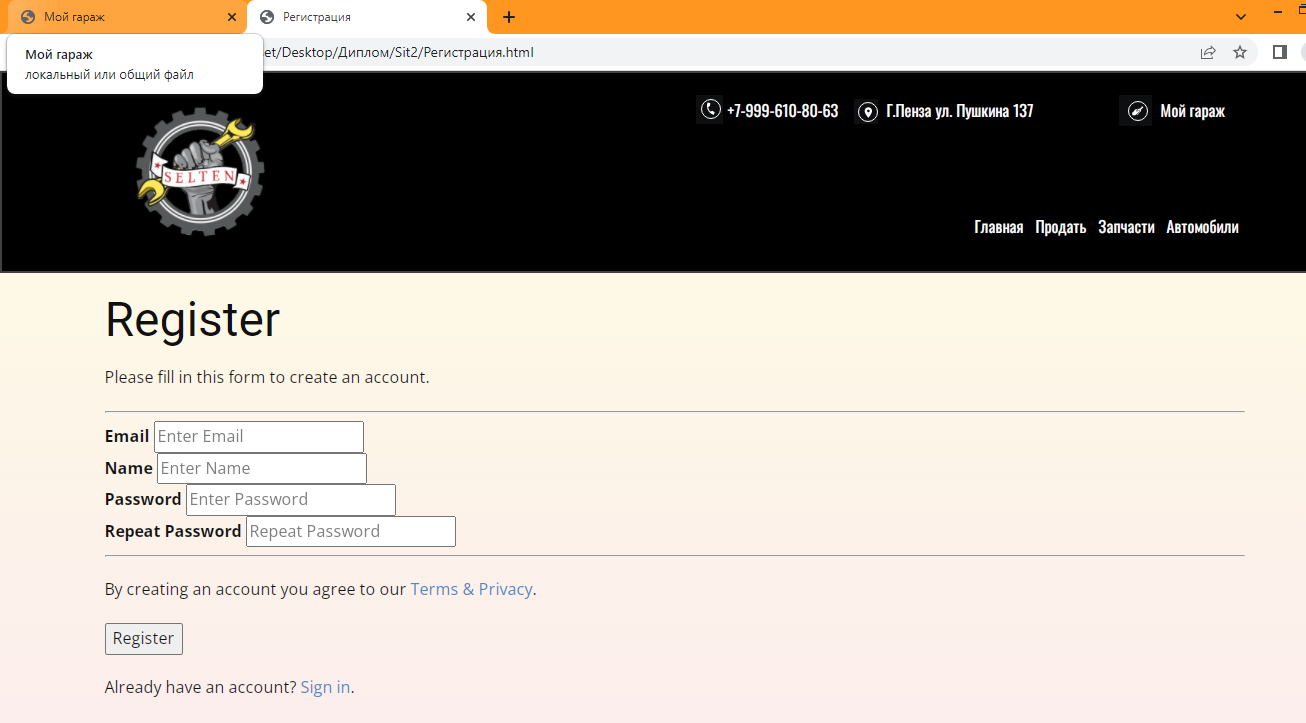 Мой гараж
Регистрация
Мой гараж
локальный или общий файл
et/Desktop/Диплом/Sit2/Регистрация.html
+7-999-610-80-63
Г.Пенза ул. Пушкина 137
Мой гараж
SELTEN
Главная Продать Запчасти Автомобили
Register
Please fill in this form to create an account.
Email Enter Email
Name Enter Name
Password Enter Password
Repeat Password Repeat Password
By creating an account you agree to our Terms & Privacy.
Register
Already have an account? Sign in.